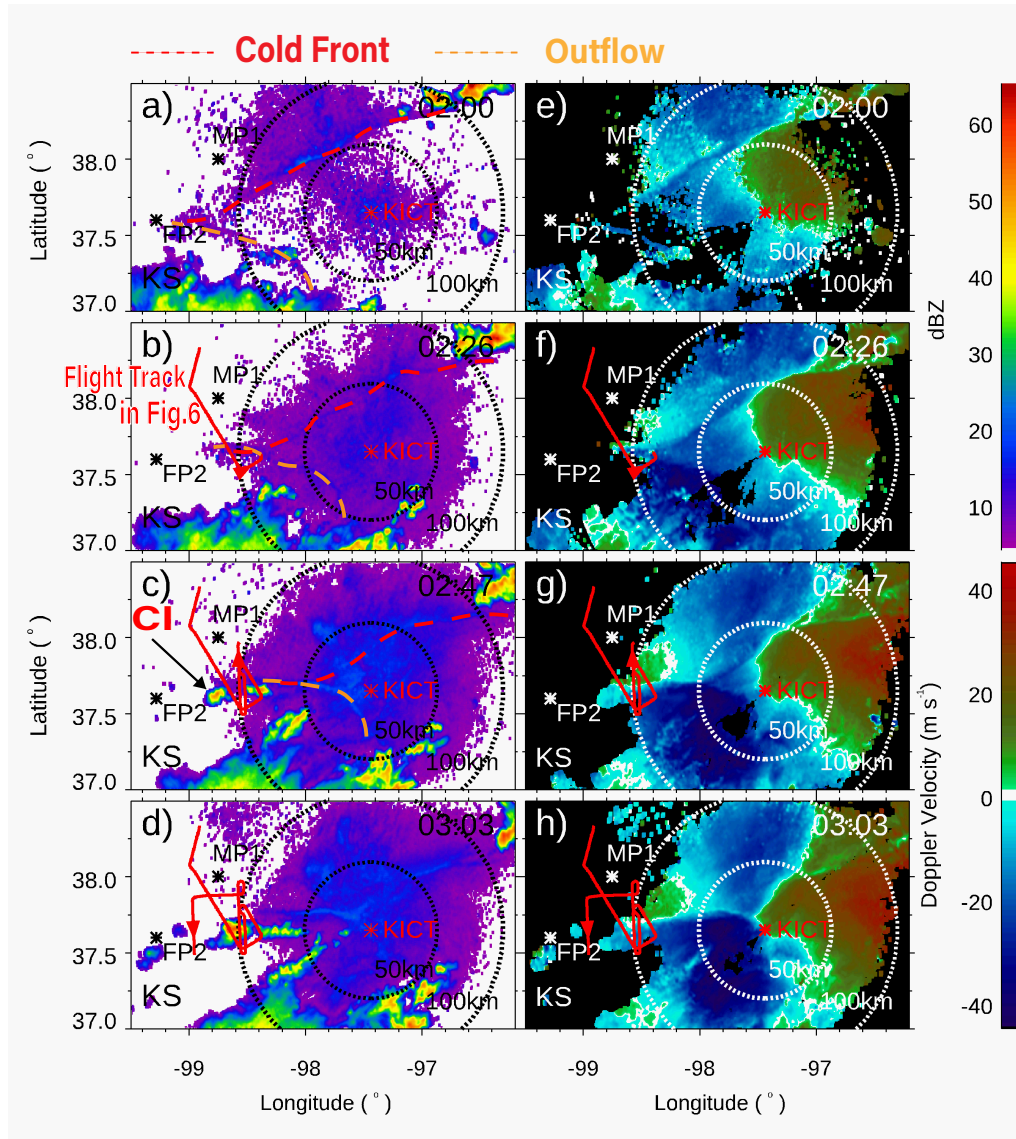 Cold Front Outflow
a) 02:00
MP1
38.0
KICT
FP2
37.5
50km
KS
100km
37.0
Latitude ( ° )
e) 02:00
MP1
KICT
FP2
50km
KS
100km
b) 02:26
Flight Track
in Fig.6
MP1
38.0
KICT
FP2
37.5
50km
KS
100km
37.0
f) 02:26
MP1
KICT
FP2
50km
KS
100km
60
50
40
30
20
10
dBZ
c) 02:47
CI
MP1
38.0
KICT
FP2
37.5
50km
KS
100km
37.0
Latitude ( ° )
g) 02:47
MP1
KICT
FP2
50km
KS
100km
d) 03:03
MP1
38.0
KICT
FP2
37.5
50km
KS
100km
37.0
h) 03:03
MP1
KICT
FP2
50km
KS
100km
40
20
0
-20
-40
Doppler Velocity (m s⁻¹)
-99 -98 -97
Longitude ( ° )
-99 -98 -97
Longitude ( ° )